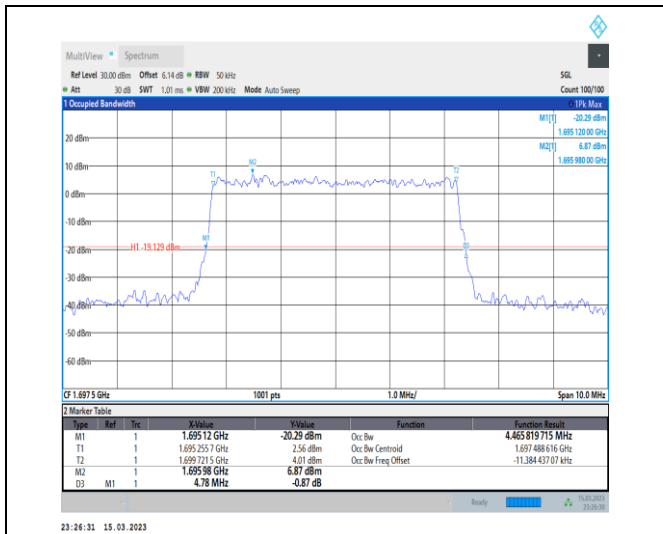 MultiView Spectrum
Ref Level 30.00 dBm Offset 6.14 dB RBW 50 kHz SGL
Att 30 dB SWT 1.01 ms VBW 200 kHz Mode Auto Sweep Count 100/100
1 Occupied Bandwidth 1Pk Max
M1[1] -20.29 dBm
1.695 120 00 GHz
M2[1] 6.87 dBm
1.695 980 00 GHz
20 dBm
10 dBm
M2
T1
T2
0 dBm
-10 dBm
M1
H1 -19.129 dBm
D3
-20 dBm
-30 dBm
-40 dBm
-50 dBm
-60 dBm
CF 1.697 5 GHz 1001 pts 1.0 MHz/ Span 10.0 MHz
2 Marker Table
Type Ref Trc X-Value Y-Value Function Function Result
M1 1 1.695 12 GHz -20.29 dBm Occ Bw 4.465 819 715 MHz
T1 1 1.695 255 7 GHz 2.56 dBm Occ Bw Centroid 1.697 488 616 GHz
T2 1 1.699 721 5 GHz 4.01 dBm Occ Bw Freq Offset -11.384 437 07 kHz
M2 1 1.695 98 GHz 6.87 dBm
D3 M1 1 4.78 MHz -0.87 dB
Ready 15.03.2023
23:26:30
23:26:31 15.03.2023